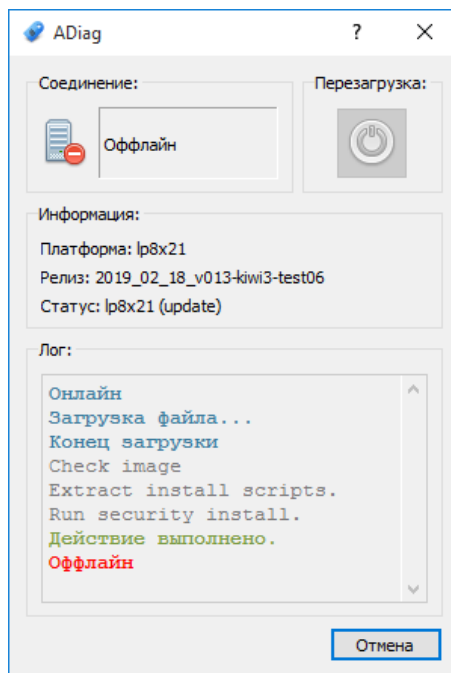 ADiag
?
Соединение:
Перезагрузка:
Оффлайн
Информация:
Платформа: lp8x21
Релиз: 2019_02_18_v013-kiwi3-test06
Статус: lp8x21 (update)
Лог:
Онлайн
Загрузка файла...
Конец загрузки
Check image
Extract install scripts.
Run security install.
Действие выполнено.
Оффлайн
Отмена